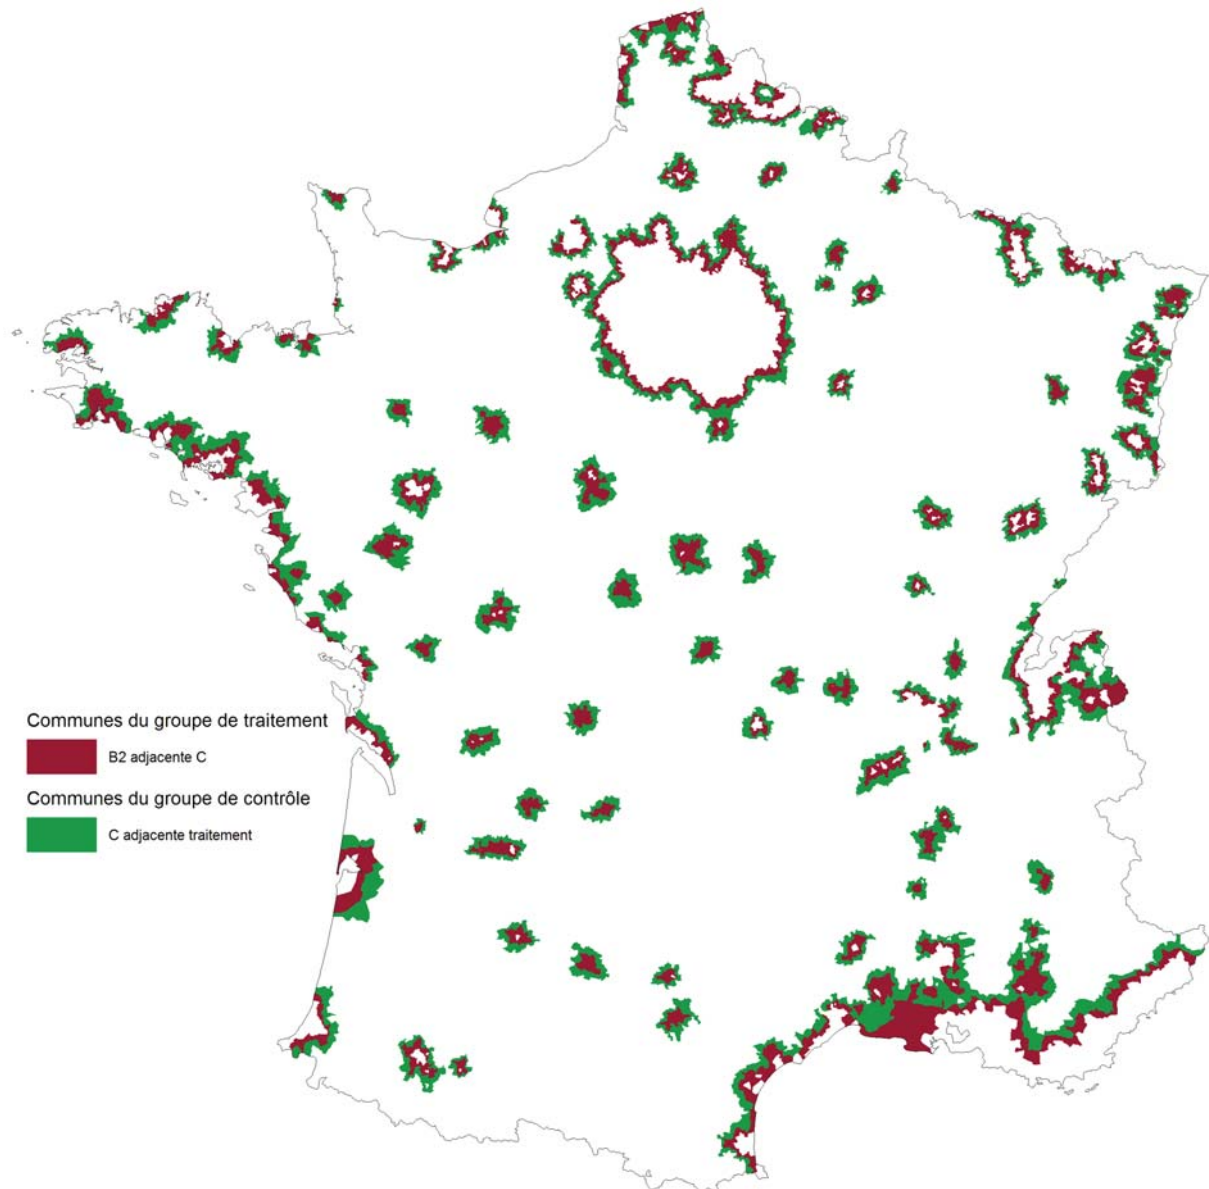 Communes du groupe de traitement
B2 adjacente C
Communes du groupe de contrôle
C adjacente traitement